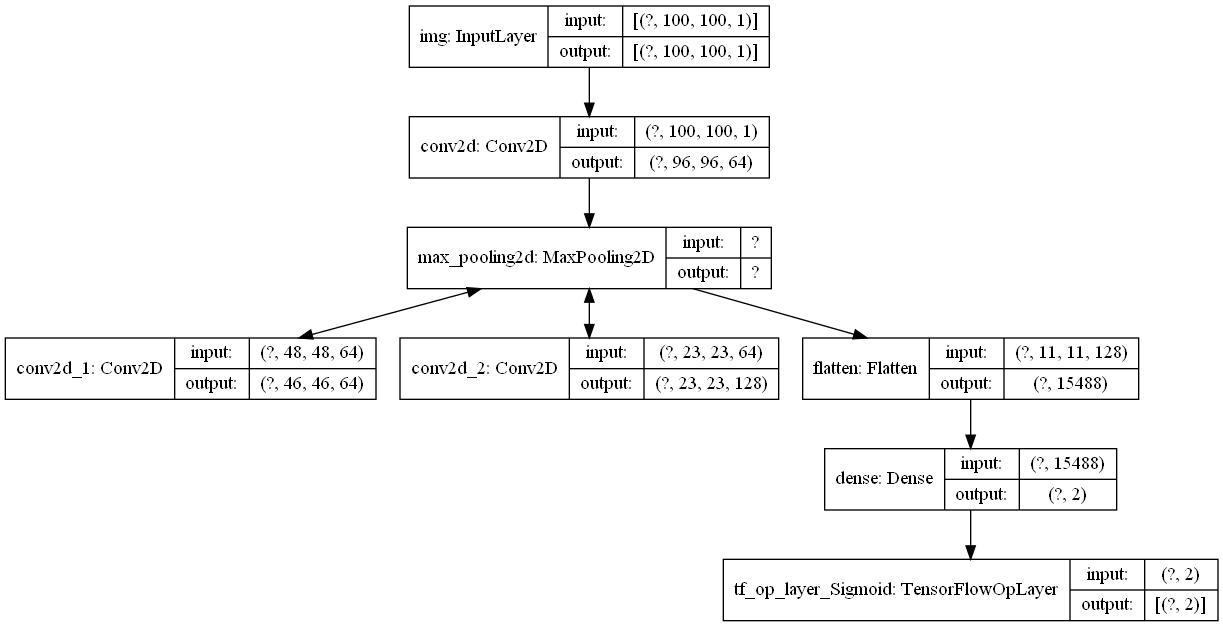 img: InputLayer
input: [(?, 100, 100, 1)]
output: [(?, 100, 100, 1)]
conv2d: Conv2D
input: (?, 100, 100, 1)
output: (?, 96, 96, 64)
max_pooling2d: MaxPooling2D
input: ?
output: ?
conv2d_1: Conv2D
input: (?, 48, 48, 64)
output: (?, 46, 46, 64)
conv2d_2: Conv2D
input: (?, 23, 23, 64)
output: (?, 23, 23, 128)
flatten: Flatten
input: (?, 11, 11, 128)
output: (?, 15488)
dense: Dense
input: (?, 15488)
output: (?, 2)
tf_op_layer_Sigmoid: TensorFlowOpLayer
input: (?, 2)
output: [(?, 2)]